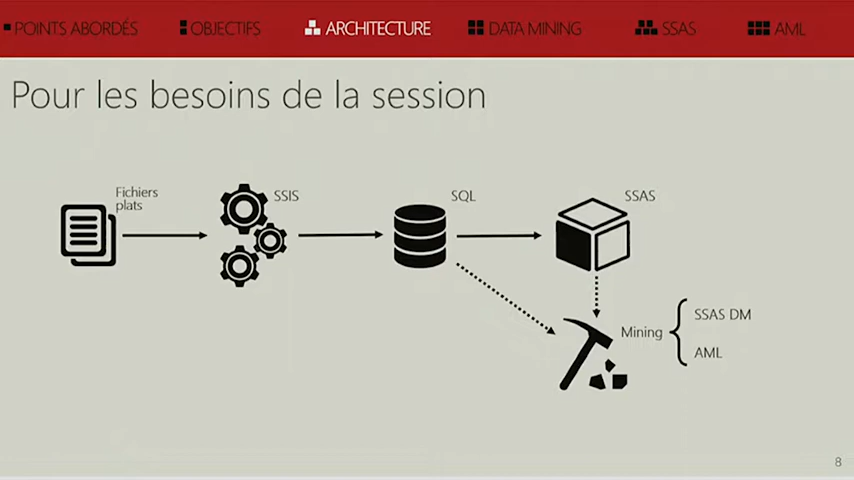 POINTS ABORDÉS
OBJECTIFS
ARCHITECTURE
DATA MINING
SSAS
AML
Pour les besoins de la session
Fichiers
plats
SSIS
SQL
SSAS
Mining
SSAS DM
AML
8